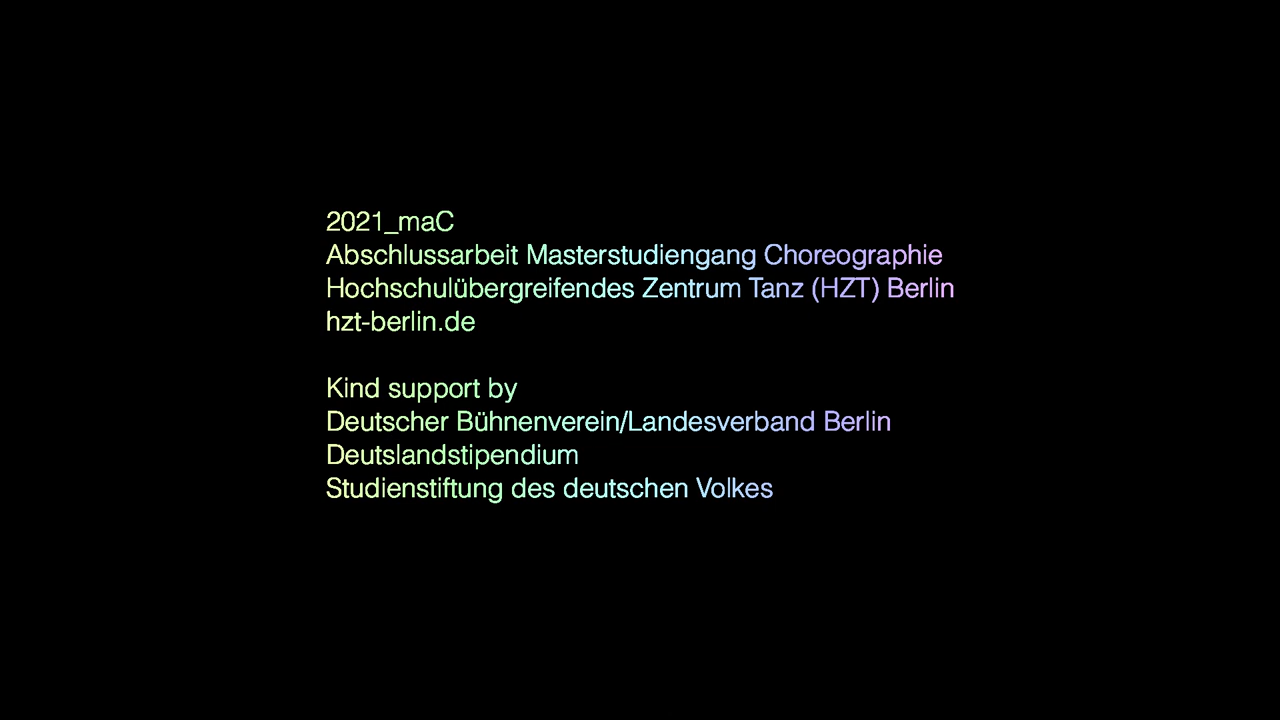 2021_maC
Abschlussarbeit Masterstudiengang Choreographie
Hochschulübergreifendes Zentrum Tanz (HZT) Berlin
hzt-berlin.de
Kind support by
Deutscher Bühnenverein/Landesverband Berlin
Deutslandstipendium
Studienstiftung des deutschen Volkes